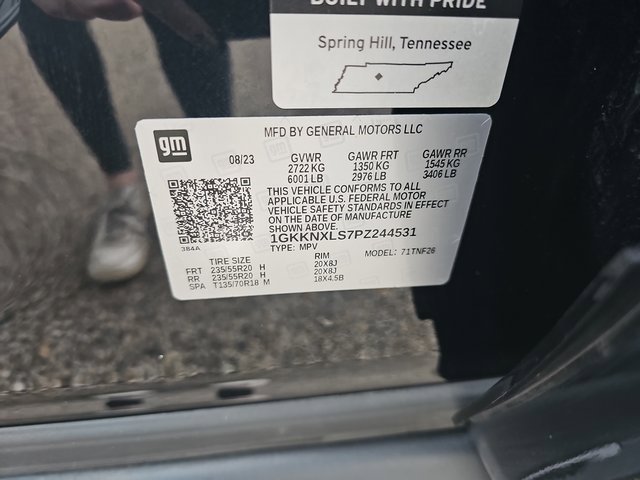 BUILT WITH PRIDE
Spring Hill, Tennessee
gm
MFD BY GENERAL MOTORS LLC
08/23 GVWR GAWR FRT GAWR RR
2722 KG 1350 KG 1545 KG
6001 LB 2976 LB 3406 LB
THIS VEHICLE CONFORMS TO ALL
APPLICABLE U.S. FEDERAL MOTOR
VEHICLE SAFETY STANDARDS IN EFFECT
ON THE DATE OF MANUFACTURE
SHOWN ABOVE.
1GKKNXLS7PZ244531
384A TYPE: MPV MODEL: 71TNF26
TIRE SIZE RIM
FRT 235/55R20 H 20X8J
RR 235/55R20 H 20X8J
SPA T135/70R18 M 18X4.5B